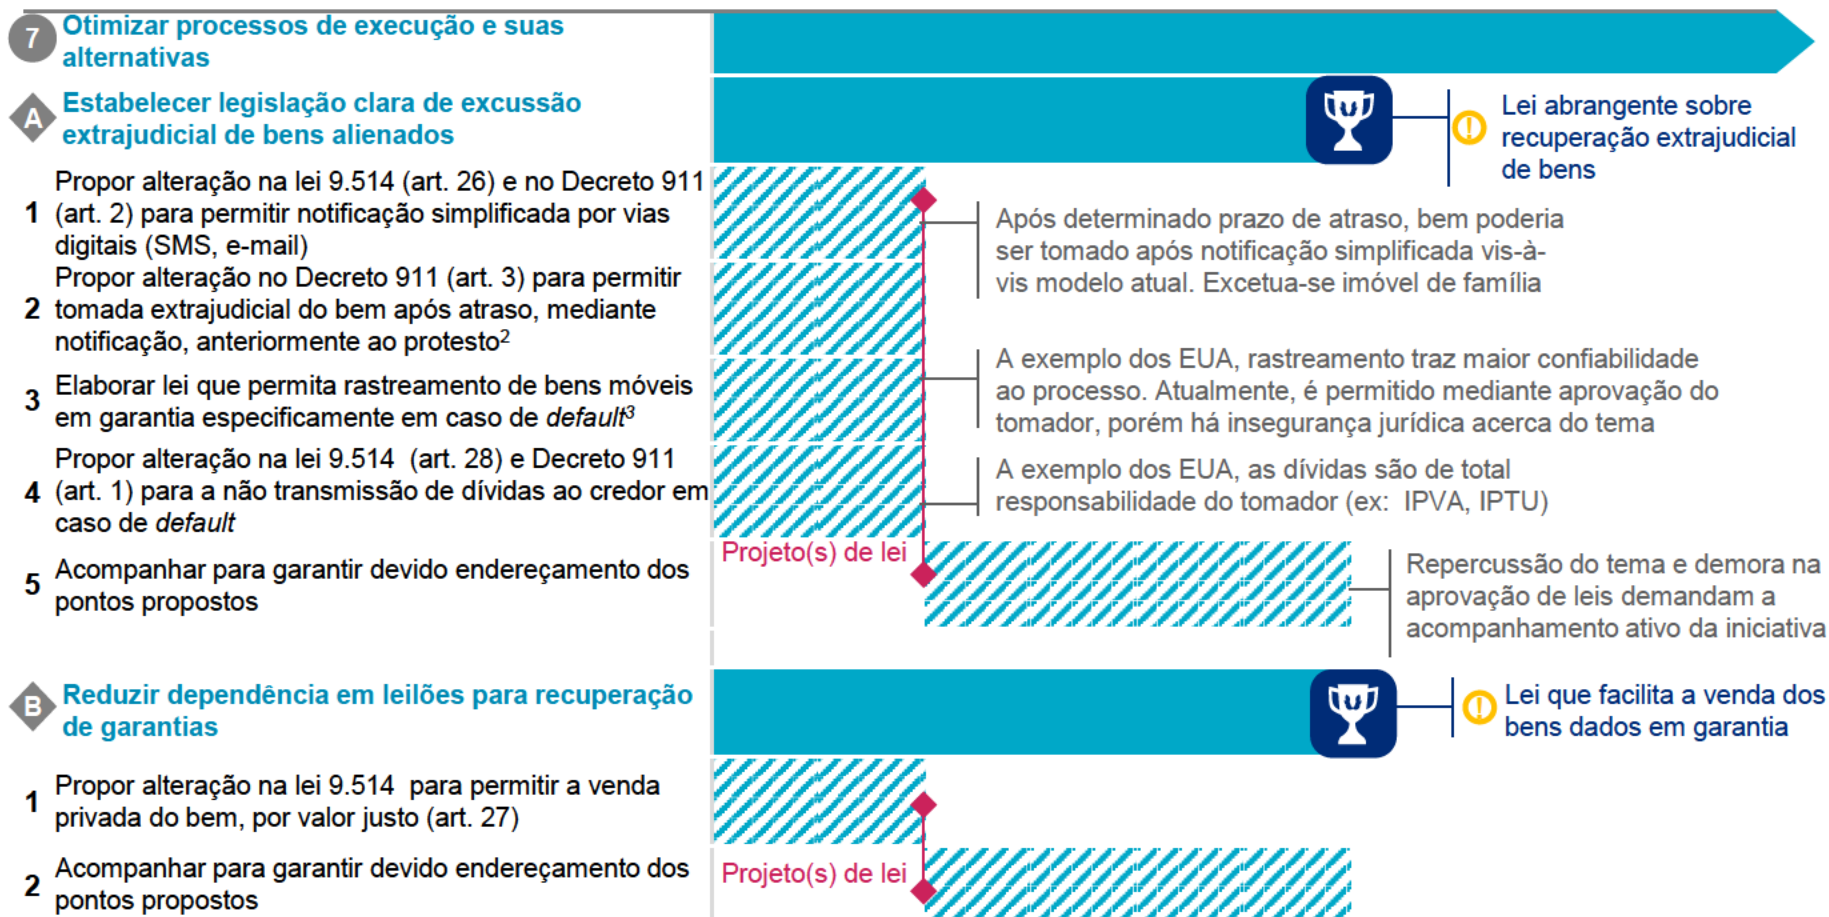 7
Otimizar processos de execução e suas
alternativas
A
Estabelecer legislação clara de excussão
extrajudicial de bens alienados
Lei abrangente sobre
recuperação extrajudicial
de bens
1
Propor alteração na lei 9.514 (art. 26) e no Decreto 911
(art. 2) para permitir notificação simplificada por vias
digitais (SMS, e-mail)
Após determinado prazo de atraso, bem poderia
ser tomado após notificação simplificada vis-à-
vis modelo atual. Excetua-se imóvel de família
2
Propor alteração no Decreto 911 (art. 3) para permitir
tomada extrajudicial do bem após atraso, mediante
notificação, anteriormente ao protesto²
3
Elaborar lei que permita rastreamento de bens móveis
em garantia especificamente em caso de default³
A exemplo dos EUA, rastreamento traz maior confiabilidade
ao processo. Atualmente, é permitido mediante aprovação do
tomador, porém há insegurança jurídica acerca do tema
4
Propor alteração na lei 9.514 (art. 28) e Decreto 911
(art. 1) para a não transmissão de dívidas ao credor em
caso de default
A exemplo dos EUA, as dívidas são de total
responsabilidade do tomador (ex: IPVA, IPTU)
Projeto(s) de lei
5
Acompanhar para garantir devido endereçamento dos
pontos propostos
Repercussão do tema e demora na
aprovação de leis demandam a
acompanhamento ativo da iniciativa
B
Reduzir dependência em leilões para recuperação
de garantias
Lei que facilita a venda dos
bens dados em garantia
1
Propor alteração na lei 9.514 para permitir a venda
privada do bem, por valor justo (art. 27)
2
Acompanhar para garantir devido endereçamento dos
pontos propostos
Projeto(s) de lei